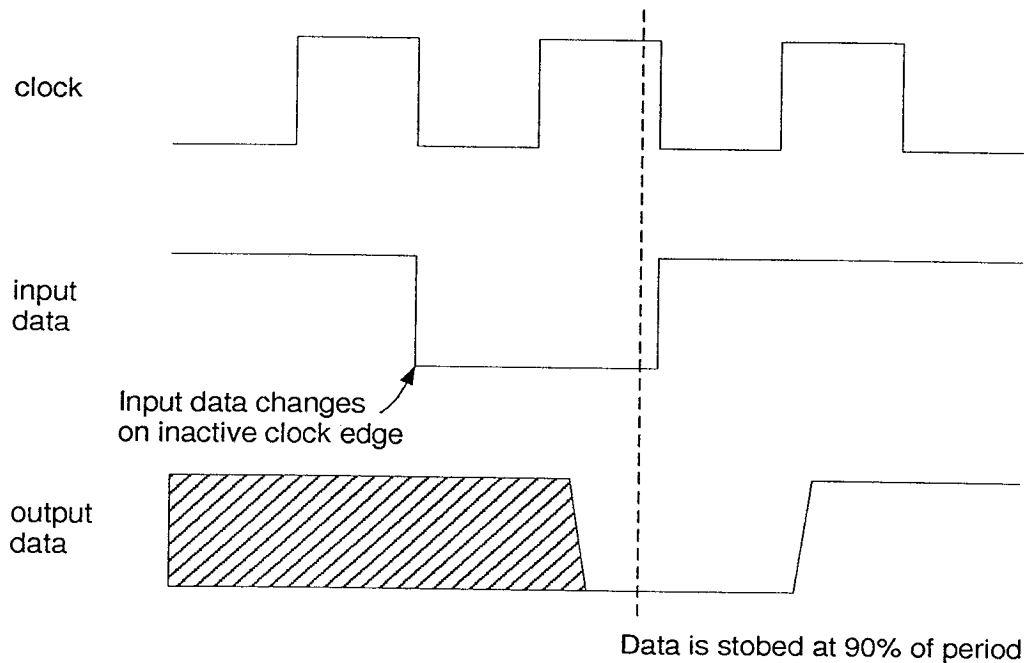 clock
input
data
Input data changes
on inactive clock edge
output
data
Data is stobed at 90% of period